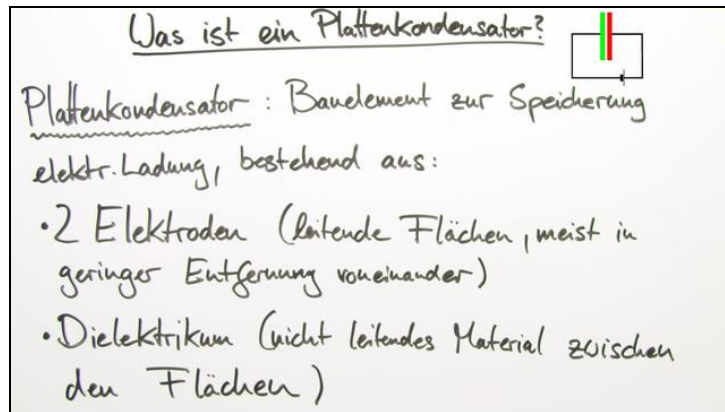 Was ist ein Plattenkondensator?
Plattenkondensator : Bauelement zur Speicherung
elektr. Ladung, bestehend aus:
• 2 Elektroden (leitende Flächen, meist in
geringer Entfernung voneinander)
• Dielektrikum (nicht leitendes Material zwischen
den Flächen)